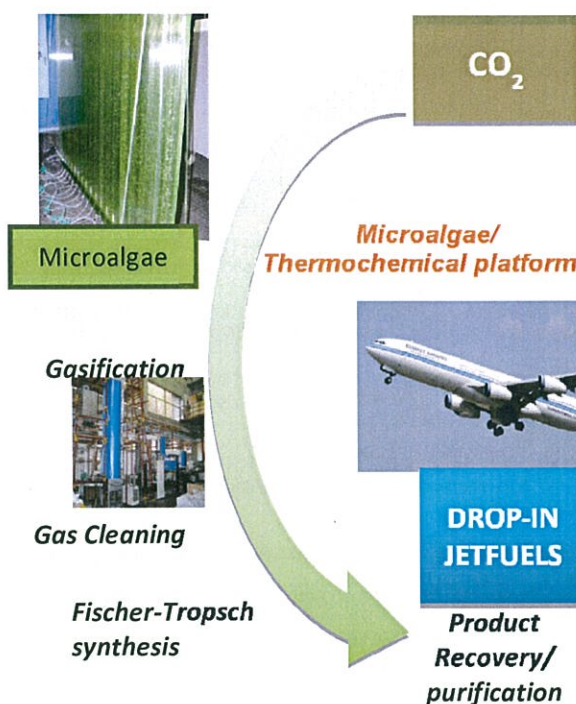 CO₂
Microalgae
Microalgae/
Thermochemical platform
Gasification
Gas Cleaning
DROP-IN
JETFUELS
Fischer-Tropsch
synthesis
Product
Recovery/
purification